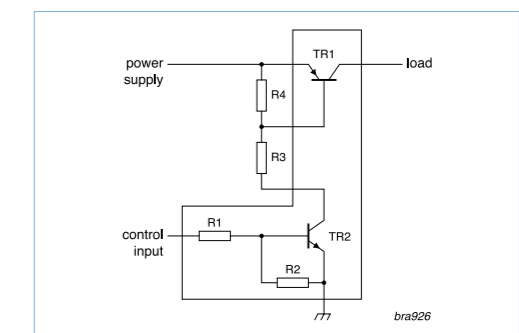 TR1
power
supply
load
R4
R3
R1
control
input
TR2
R2
bra926